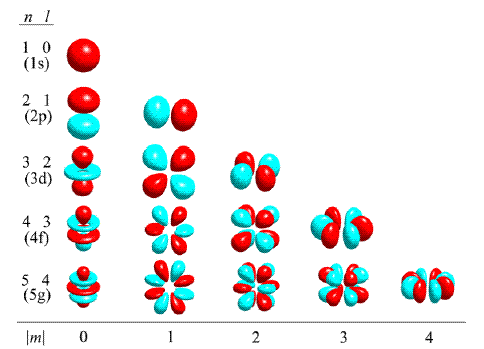 n l
1 0
(1s)
2 1
(2p)
3 2
(3d)
4 3
(4f)
5 4
(5g)
|m| 0 1 2 3 4